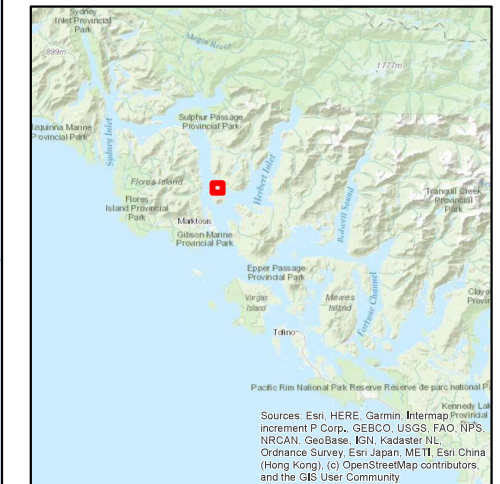 Sydney
Inlet Provincial
Park
Megin River
899m
1777m
Sulphur Passage
Provincial Park
Sydney Inlet
Provincial Park
Herbert Inlet
Flores Island
Flores
Island Provincial
Park
Bedwell Sound
Tranquil Creek
Provincial
Park
Marktosis
Gibson Marine
Provincial Park
Epper Passage
Provincial Park
Vargas
Island
Meares
Island
Fortune Channel
Clayo
Provin
Tofino
Pacific Rim National Park Reserve Réserve de parc national P
Kennedy Lak
Provincial
Sources: Esri, HERE, Garmin, Intermap,
increment P Corp., GEBCO, USGS, FAO, NPS,
NRCAN, GeoBase, IGN, Kadaster NL,
Ordnance Survey, Esri Japan, METI, Esri China
(Hong Kong), (c) OpenStreetMap contributors,
and the GIS User Community